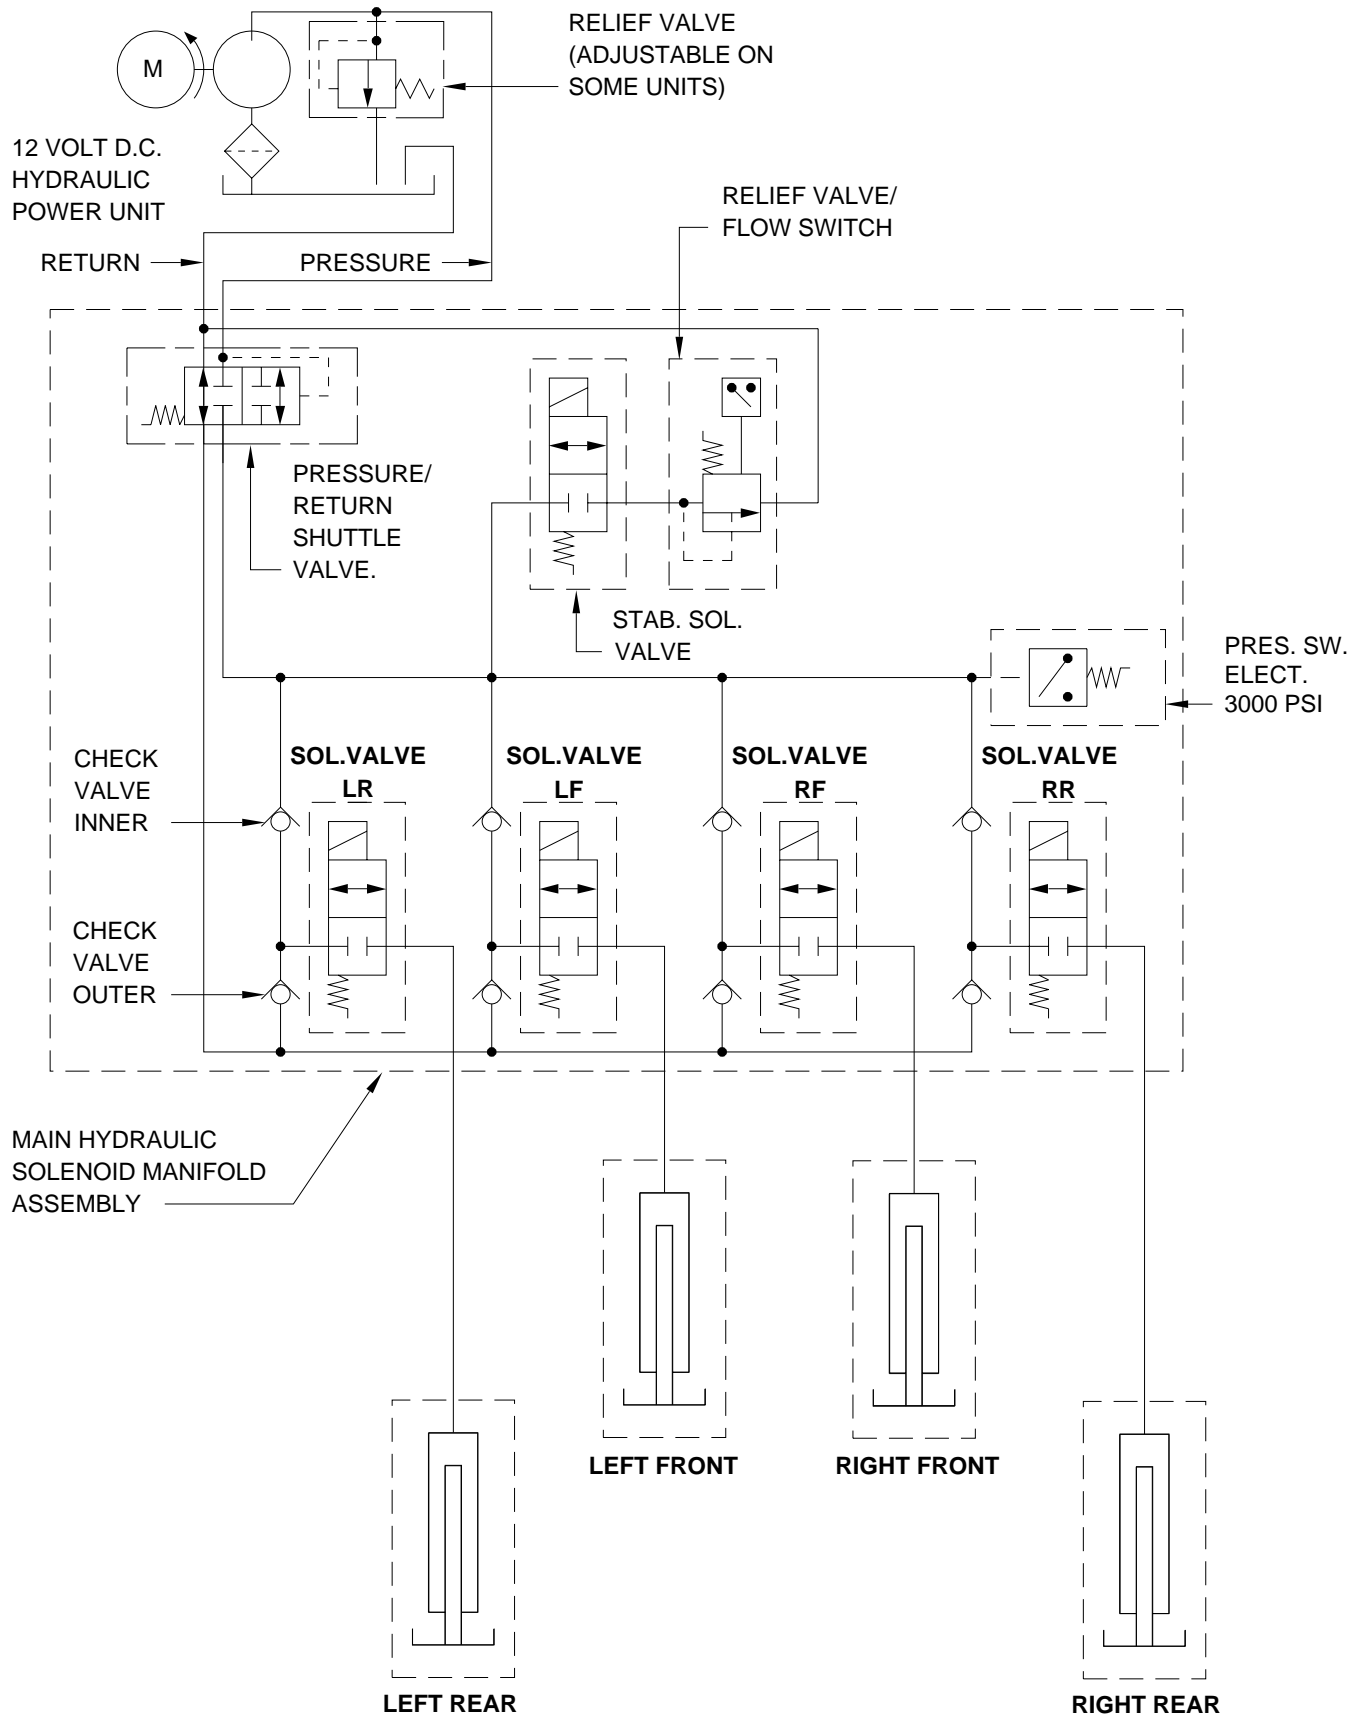 RELIEF VALVE
(ADJUSTABLE ON
SOME UNITS)
M
12 VOLT D.C.
HYDRAULIC
POWER UNIT
RELIEF VALVE/
FLOW SWITCH
RETURN
PRESSURE
PRESSURE/
RETURN
SHUTTLE
VALVE.
STAB. SOL.
VALVE
PRES. SW.
ELECT.
3000 PSI
CHECK
VALVE
INNER
SOL.VALVE
LR
SOL.VALVE
LF
SOL.VALVE
RF
SOL.VALVE
RR
CHECK
VALVE
OUTER
MAIN HYDRAULIC
SOLENOID MANIFOLD
ASSEMBLY
LEFT FRONT
RIGHT FRONT
LEFT REAR
RIGHT REAR